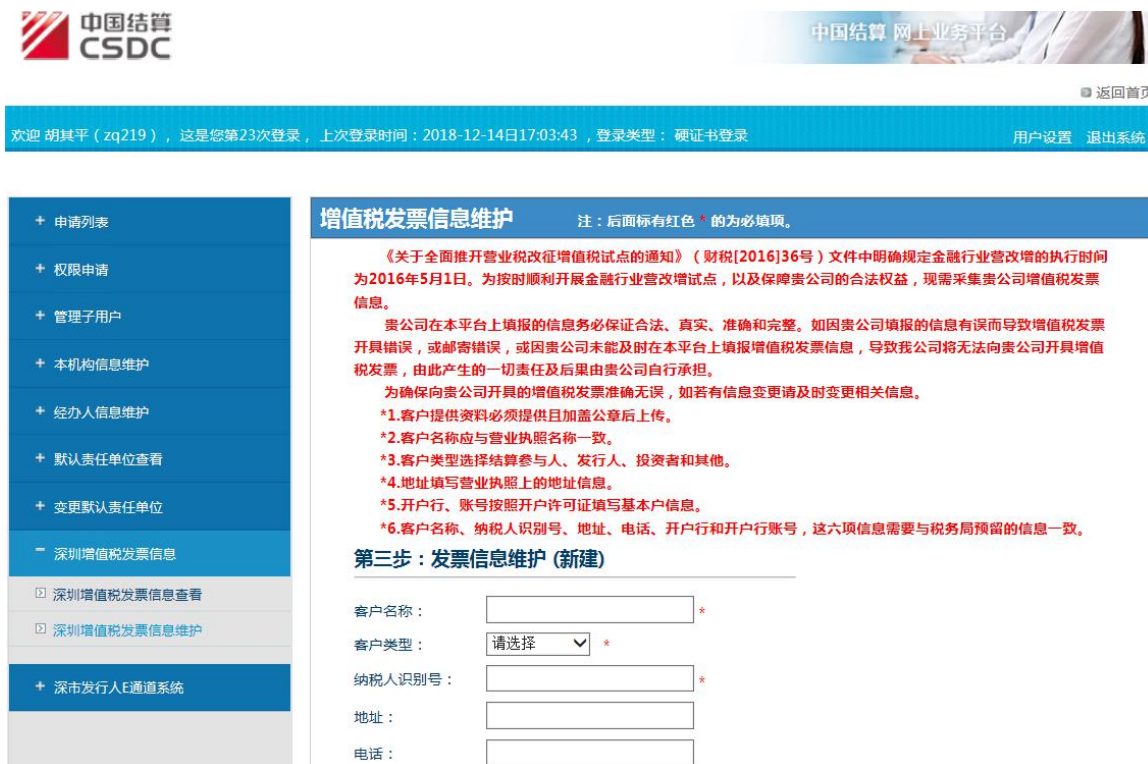 中国结算
CSDC
中国结算 网上业务平台
返回首页
欢迎 胡其平（zq219），这是您第23次登录，上次登录时间：2018-12-14日17:03:43，登录类型：硬证书登录
用户设置 退出系统
+ 申请列表
+ 权限申请
+ 管理子用户
+ 本机构信息维护
+ 经办人信息维护
+ 默认责任单位查看
+ 变更默认责任单位
- 深圳增值税发票信息
深圳增值税发票信息查看
深圳增值税发票信息维护
+ 深市发行人E通道系统
增值税发票信息维护 注：后面标有红色 * 的为必填项。
《关于全面推开营业税改征增值税试点的通知》（财税[2016]36号）文件中明确规定金融行业营改增的执行时间
为2016年5月1日。为按时顺利开展金融行业营改增试点，以及保障贵公司的合法权益，现需采集贵公司增值税发票
信息。
贵公司在本平台上填报的信息务必保证合法、真实、准确和完整。如因贵公司填报的信息有误而导致增值税发票
开具错误，或邮寄错误，或因贵公司未能及时在本平台上填报增值税发票信息，导致我公司将无法向贵公司开具增值
税发票，由此产生的一切责任及后果由贵公司自行承担。
为确保向贵公司开具的增值税发票准确无误，如若有信息变更请及时变更相关信息。
*1.客户提供资料必须提供且加盖公章后上传。
*2.客户名称应与营业执照名称一致。
*3.客户类型选择结算参与人、发行人、投资者和其他。
*4.地址填写营业执照上的地址信息。
*5.开户行、账号按照开户许可证填写基本户信息。
*6.客户名称、纳税人识别号、地址、电话、开户行和开户行账号，这六项信息需要与税务局预留的信息一致。
第三步：发票信息维护 (新建)
客户名称： *
客户类型： 请选择 *
纳税人识别号： *
地址：
电话：